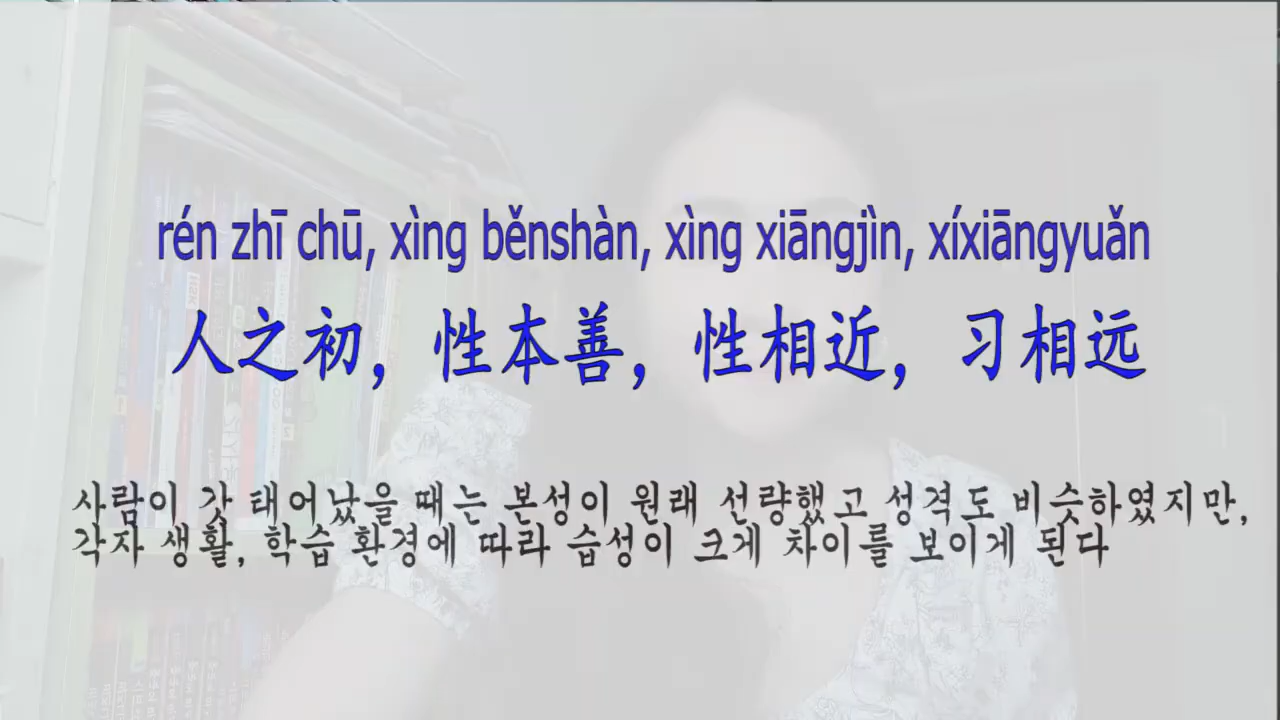 rén zhī chū, xìng běnshàn, xìng xiāngjìn, xíxiāngyuǎn
人之初，性本善，性相近，习相远
사람이 갓 태어났을 때는 본성이 원래 선량했고 성격도 비슷하였지만,
각자 생활, 학습 환경에 따라 습성이 크게 차이를 보이게 된다